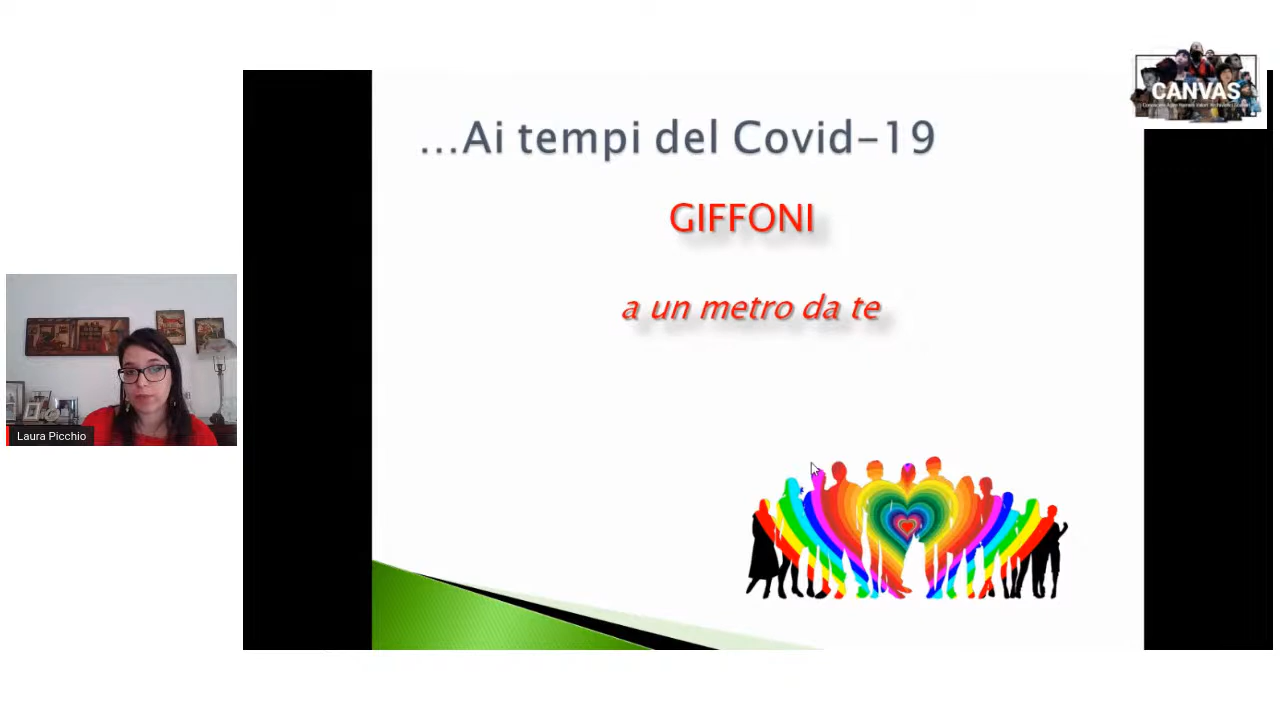 CANVAS
...Ai tempi del Covid-19
GIFFONI
a un metro da te
Laura Picchio